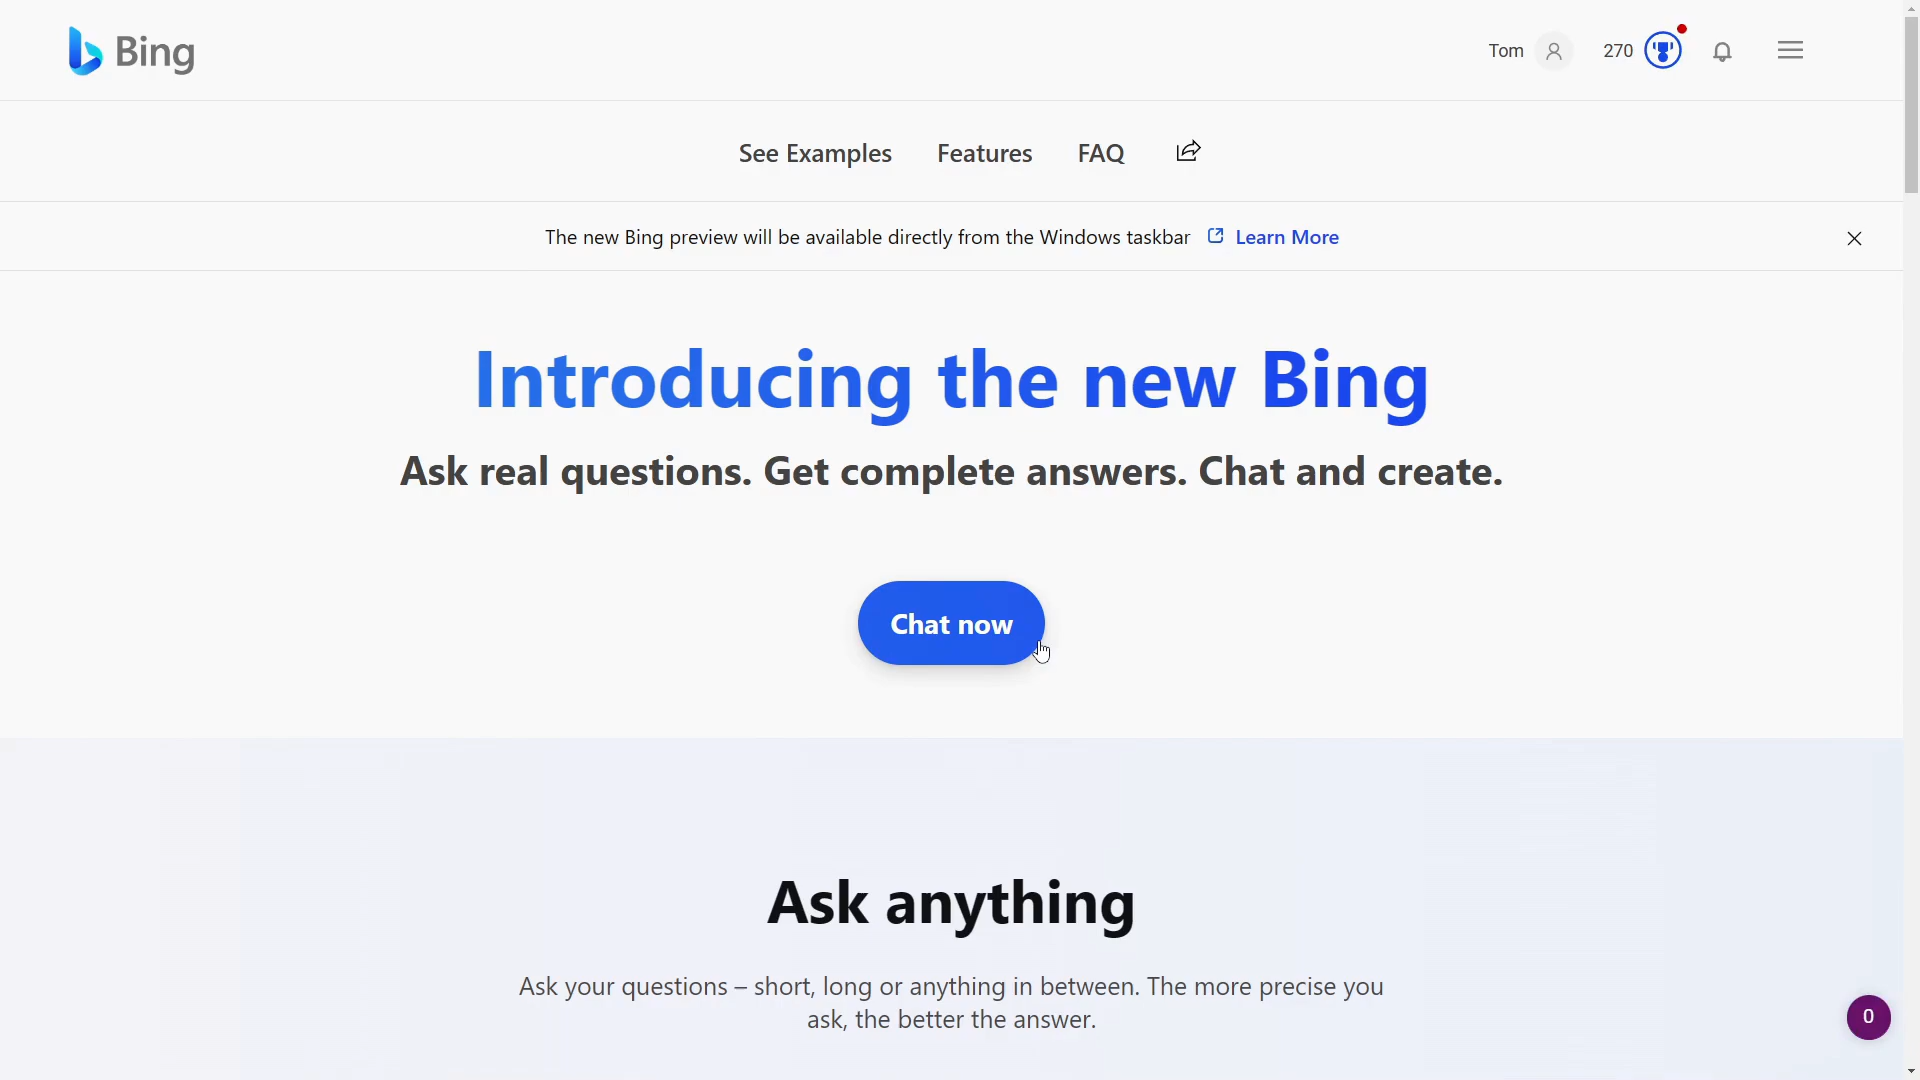 Bing
Tom
270
See Examples Features FAQ
The new Bing preview will be available directly from the Windows taskbar Learn More
Introducing the new Bing
Ask real questions. Get complete answers. Chat and create.
Chat now
Ask anything
Ask your questions – short, long or anything in between. The more precise you
ask, the better the answer.
0